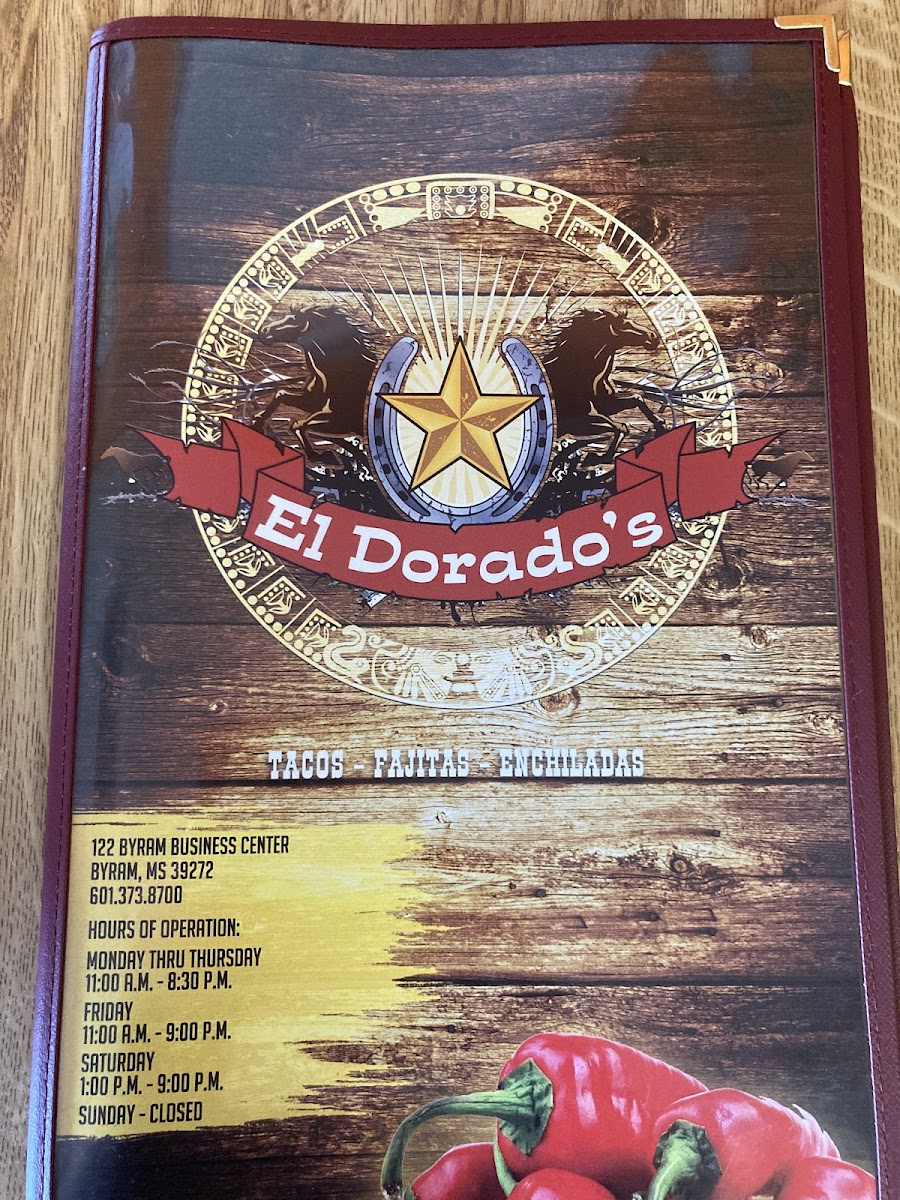 El Dorado's
TACOS - FAJITAS - ENCHILADAS
122 BYRAM BUSINESS CENTER
BYRAM, MS 39272
601.373.8700
HOURS OF OPERATION:
MONDAY THRU THURSDAY
11:00 A.M. - 8:30 P.M.
FRIDAY
11:00 A.M. - 9:00 P.M.
SATURDAY
1:00 P.M. - 9:00 P.M.
SUNDAY - CLOSED